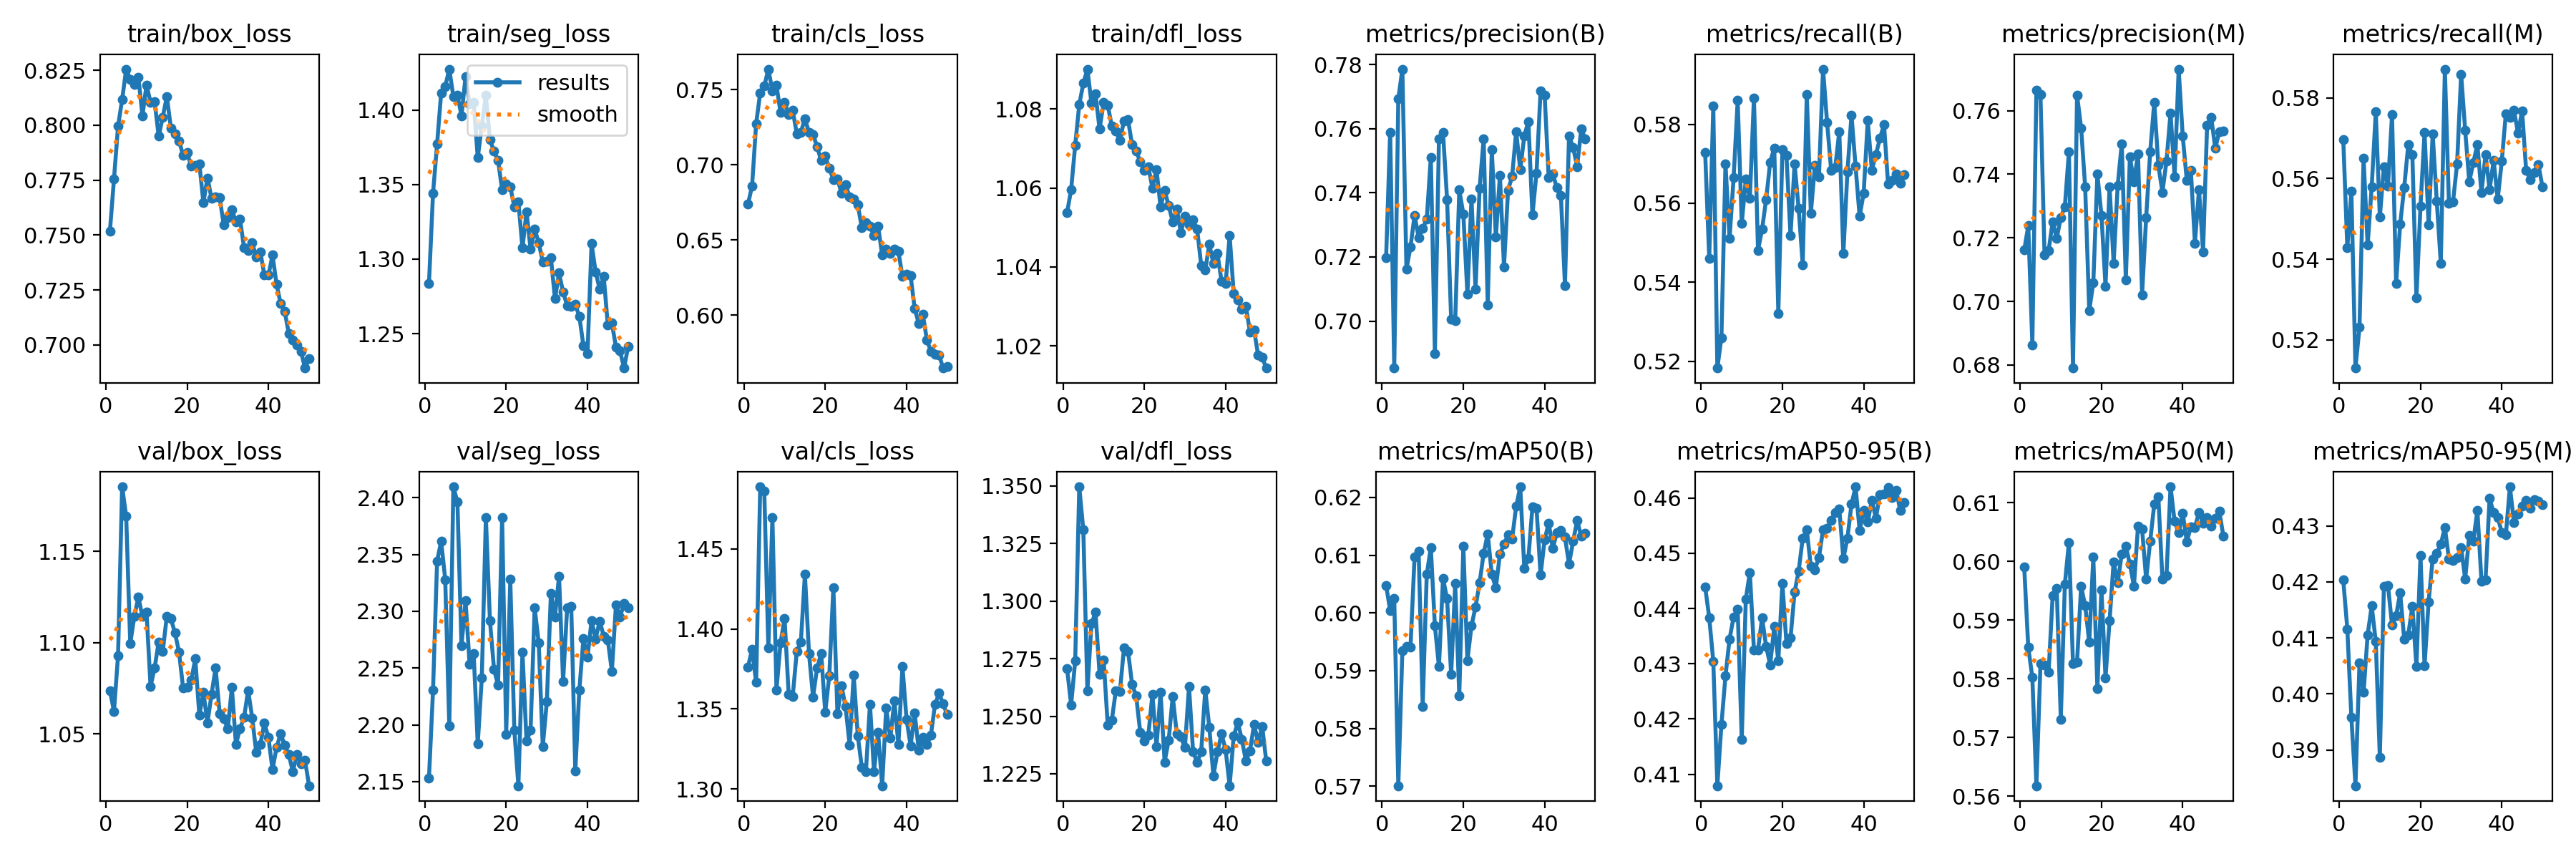 train/box_loss
train/seg_loss
train/cls_loss
train/dfl_loss
metrics/precision(B)
metrics/recall(B)
metrics/precision(M)
metrics/recall(M)
0.825
0.800
0.775
0.750
0.725
0.700
0 20 40
results
smooth
1.40
1.35
1.30
1.25
0 20 40
0.75
0.70
0.65
0.60
0 20 40
1.08
1.06
1.04
1.02
0 20 40
0.78
0.76
0.74
0.72
0.70
0 20 40
0.58
0.56
0.54
0.52
0 20 40
0.76
0.74
0.72
0.70
0.68
0 20 40
0.58
0.56
0.54
0.52
0 20 40
val/box_loss
val/seg_loss
val/cls_loss
val/dfl_loss
metrics/mAP50(B)
metrics/mAP50-95(B)
metrics/mAP50(M)
metrics/mAP50-95(M)
1.15
1.10
1.05
0 20 40
2.40
2.35
2.30
2.25
2.20
2.15
0 20 40
1.45
1.40
1.35
1.30
0 20 40
1.350
1.325
1.300
1.275
1.250
1.225
0 20 40
0.62
0.61
0.60
0.59
0.58
0.57
0 20 40
0.46
0.45
0.44
0.43
0.42
0.41
0 20 40
0.61
0.60
0.59
0.58
0.57
0.56
0 20 40
0.43
0.42
0.41
0.40
0.39
0 20 40